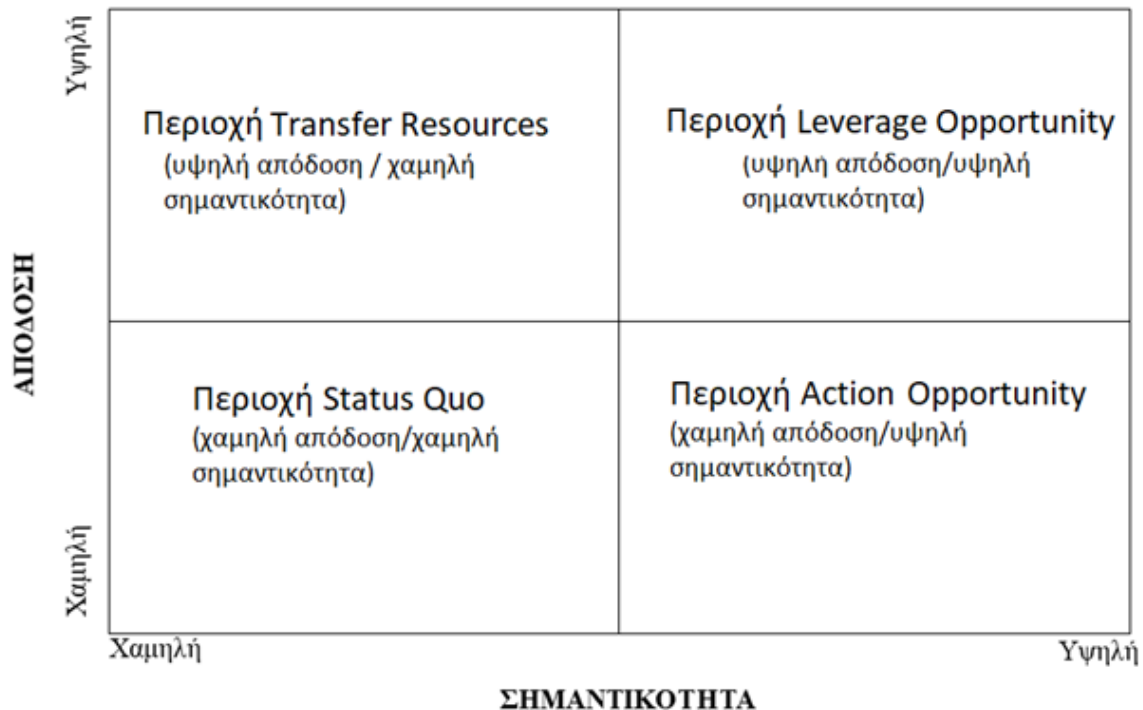 Υψηλή
Περιοχή Transfer Resources
(υψηλή απόδοση / χαμηλή
σημαντικότητα)
Περιοχή Leverage Opportunity
(υψηλη απόδοση/υψηλή
σημαντικότητα)
ΑΠΟΔΟΣΗ
Περιοχή Status Quo
(χαμηλή απόδοση/χαμηλή
σημαντικότητα)
Περιοχή Action Opportunity
(χαμηλή απόδοση/υψηλή
σημαντικότητα)
Χαμηλή
Χαμηλή
Υψηλή
ΣΗΜΑΝΤΙΚΟΤΗΤΑ